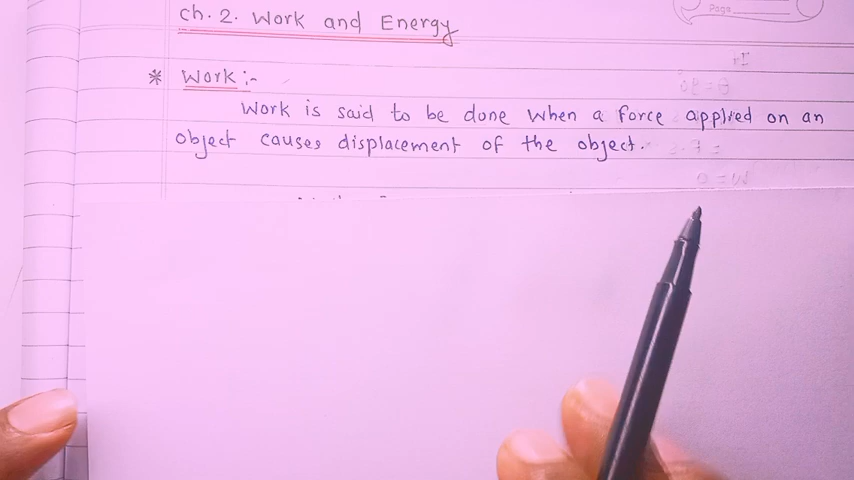 Page
Ch. 2. Work and Energy
* Work :-
Work is said to be done when a force applied on an
object causes displacement of the object.